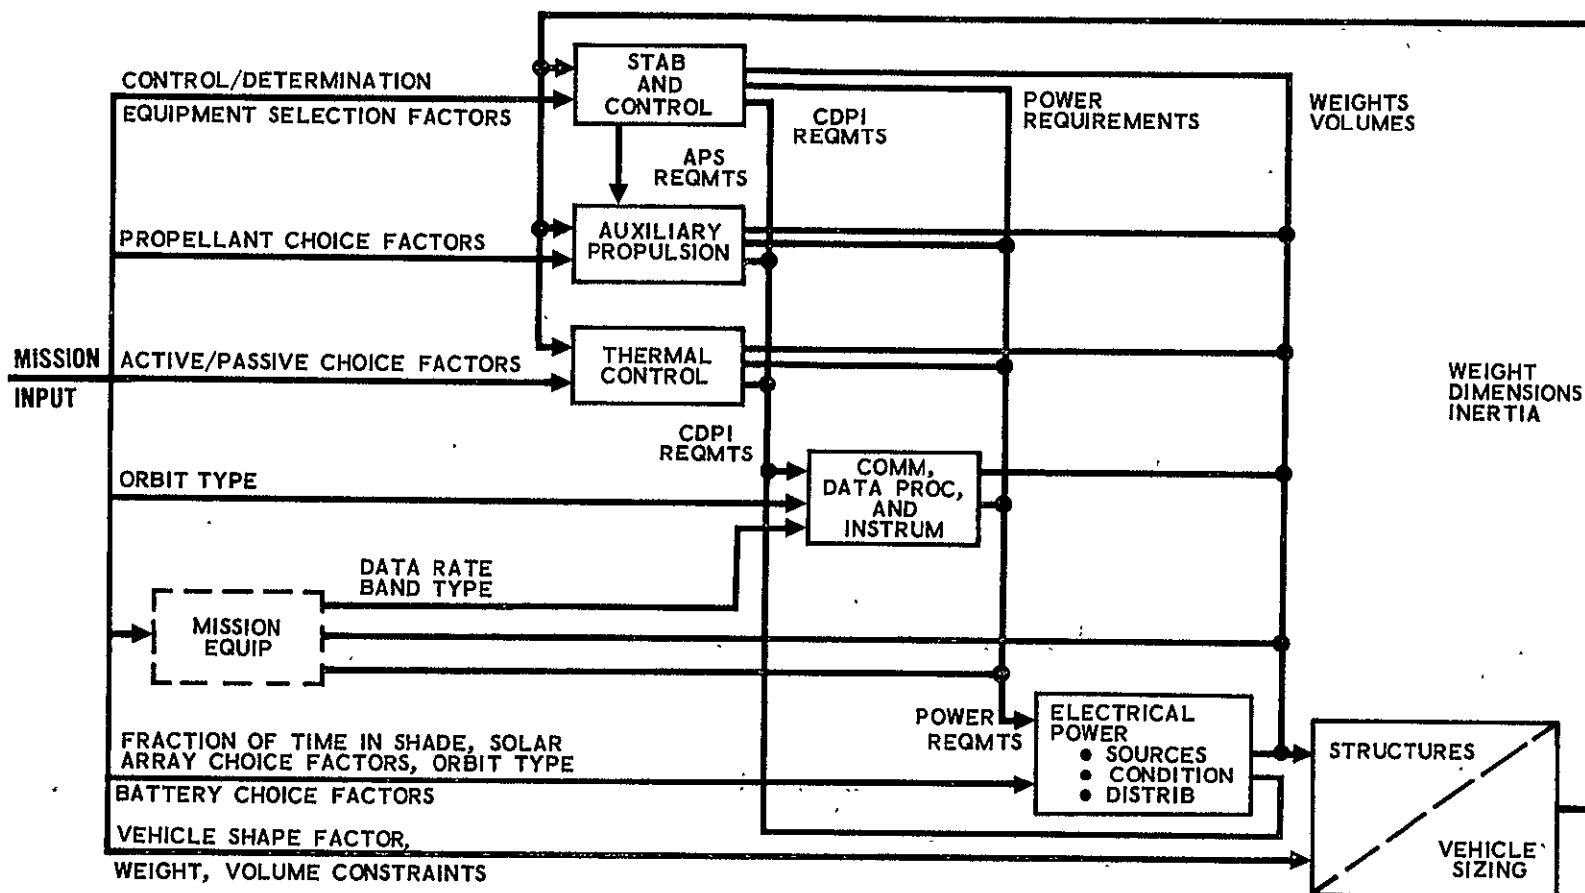 STAB
AND
CONTROL
CONTROL/DETERMINATION
EQUIPMENT SELECTION FACTORS
CDPI
REQMTS
POWER
REQUIREMENTS
WEIGHTS
VOLUMES
APS
REQMTS
AUXILIARY
PROPULSION
PROPELLANT CHOICE FACTORS
MISSION
INPUT
ACTIVE/PASSIVE CHOICE FACTORS
THERMAL
CONTROL
WEIGHT
DIMENSIONS
INERTIA
CDPI
REQMTS
ORBIT TYPE
COMM,
DATA PROC,
AND
INSTRUM
DATA RATE
BAND TYPE
MISSION
EQUIP
POWER
REQMTS
ELECTRICAL
POWER
● SOURCES
● CONDITION
● DISTRIB
FRACTION OF TIME IN SHADE, SOLAR
ARRAY CHOICE FACTORS, ORBIT TYPE
BATTERY CHOICE FACTORS
STRUCTURES
VEHICLE
SIZING
VEHICLE SHAPE FACTOR,
WEIGHT, VOLUME CONSTRAINTS